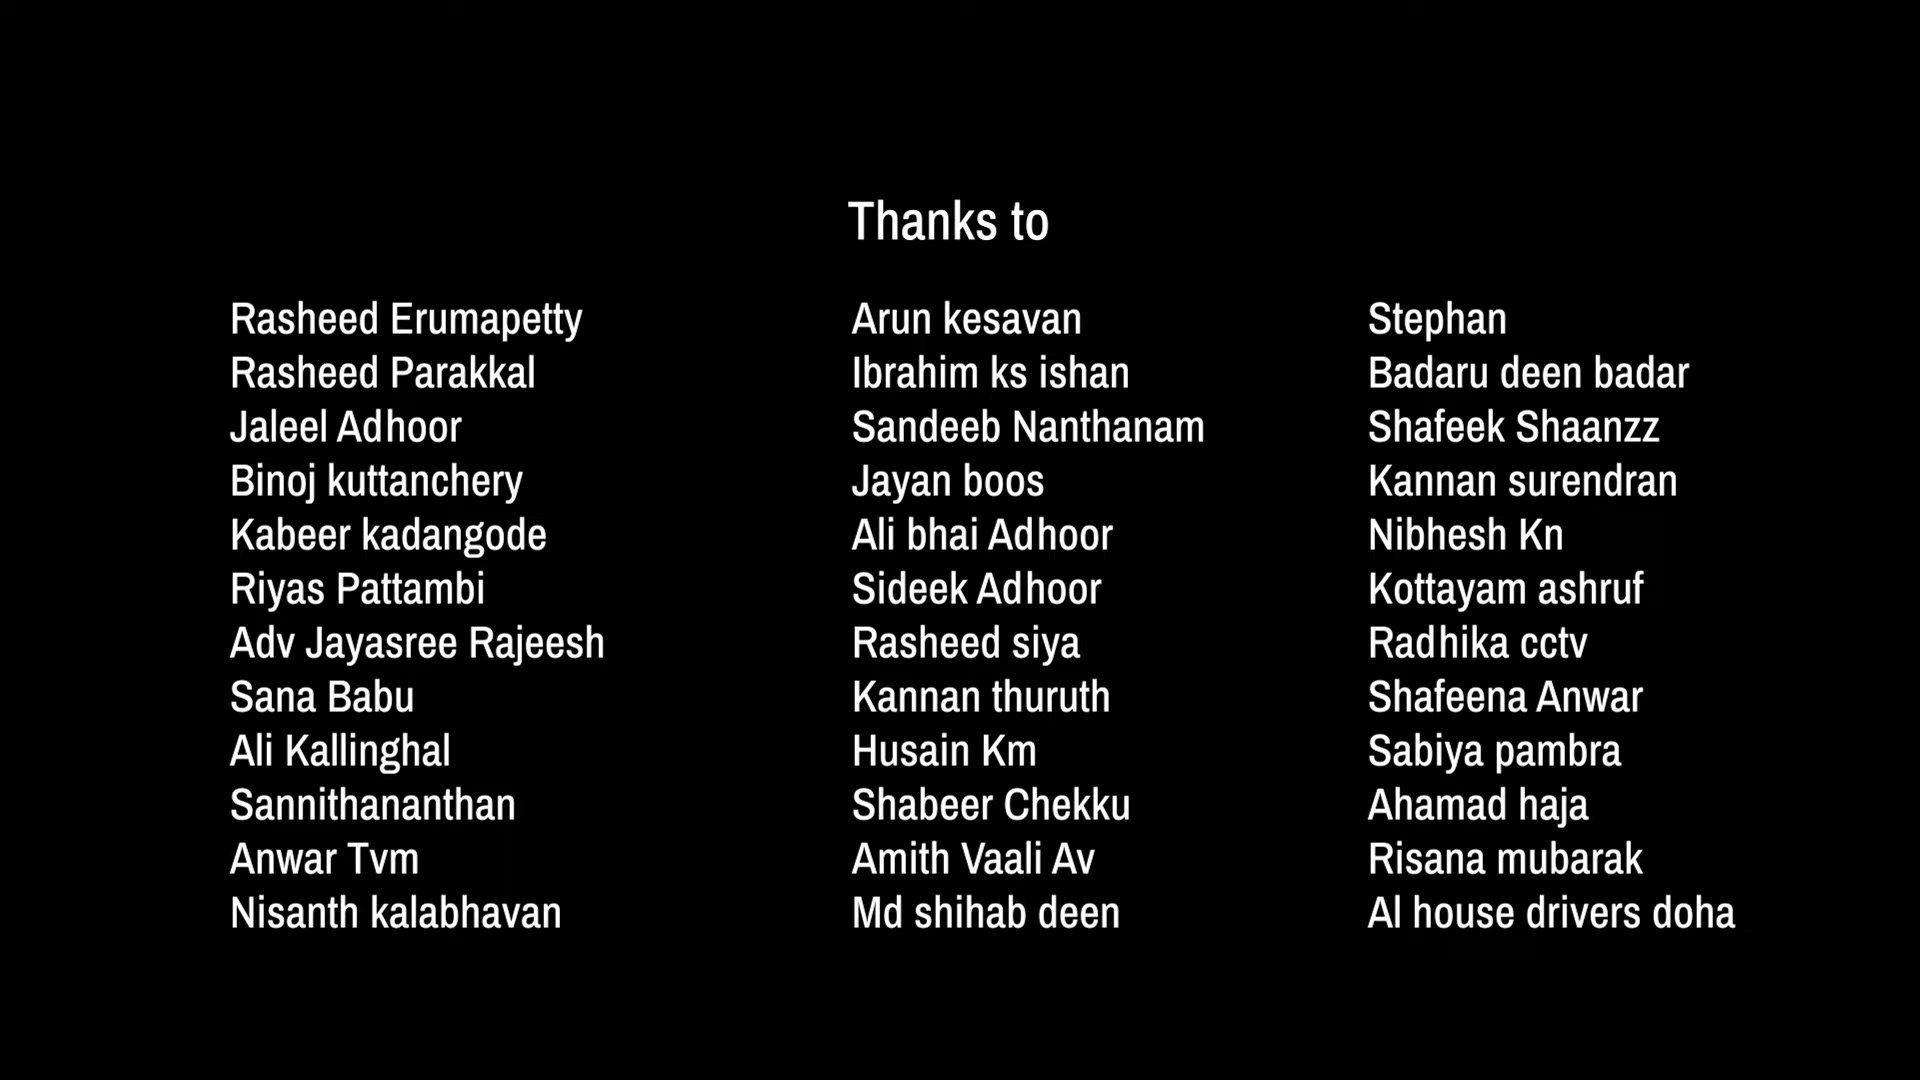 Thanks to
Rasheed Erumapetty
Rasheed Parakkal
Jaleel Adhoor
Binoj kuttanchery
Kabeer kadangode
Riyas Pattambi
Adv Jayasree Rajeesh
Sana Babu
Ali Kallinghal
Sannithananthan
Anwar Tvm
Nisanth kalabhavan
Arun kesavan
Ibrahim ks ishan
Sandeeb Nanthanam
Jayan boos
Ali bhai Adhoor
Sideek Adhoor
Rasheed siya
Kannan thuruth
Husain Km
Shabeer Chekku
Amith Vaali Av
Md shihab deen
Stephan
Badaru deen badar
Shafeek Shaanzz
Kannan surendran
Nibhesh Kn
Kottayam ashruf
Radhika cctv
Shafeena Anwar
Sabiya pambra
Ahamad haja
Risana mubarak
Al house drivers doha